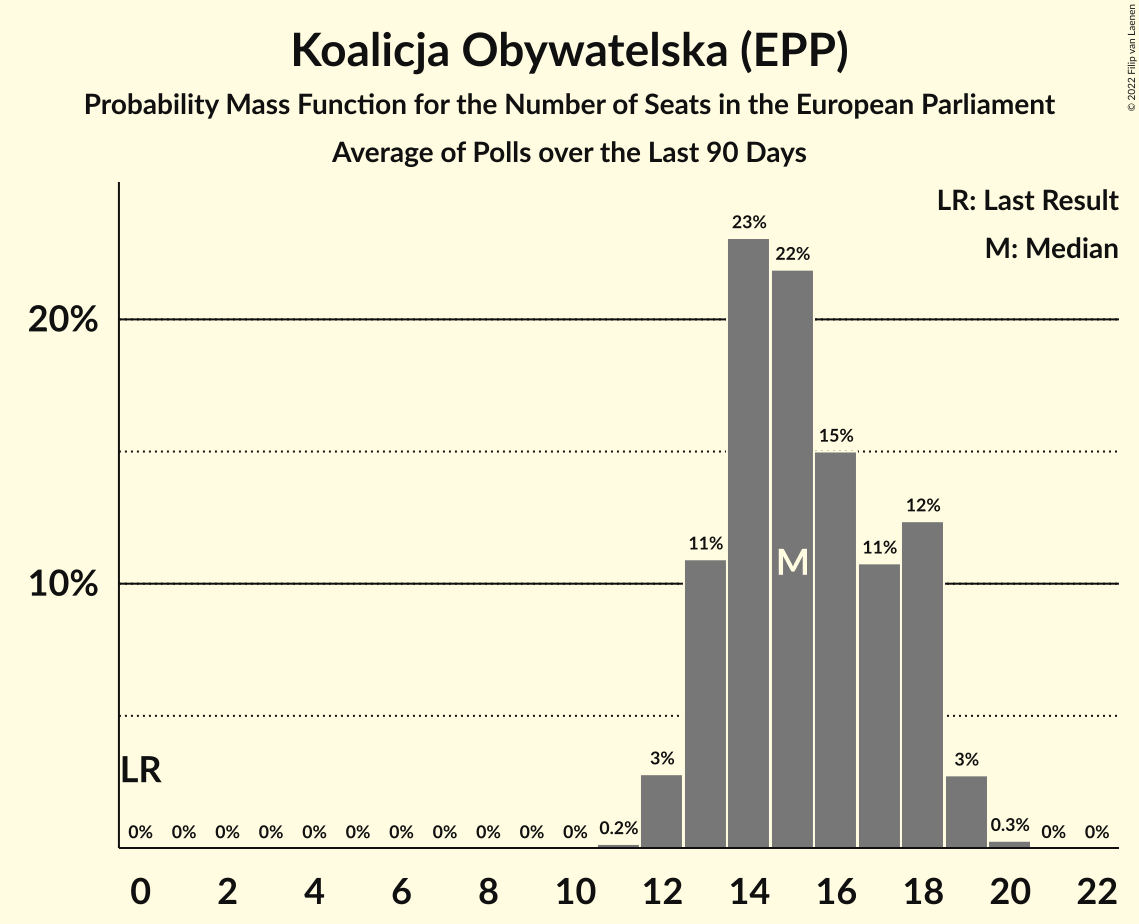 Koalicja Obywatelska (EPP)
Probability Mass Function for the Number of Seats in the European Parliament
Average of Polls over the Last 90 Days
© 2022 Filip van Laenen
LR: Last Result
M: Median
20%
10%
LR
M
0% 0% 0% 0% 0% 0% 0% 0% 0% 0% 0% 0.2% 3% 11% 23% 22% 15% 11% 12% 3% 0.3% 0% 0%
0 2 4 6 8 10 12 14 16 18 20 22